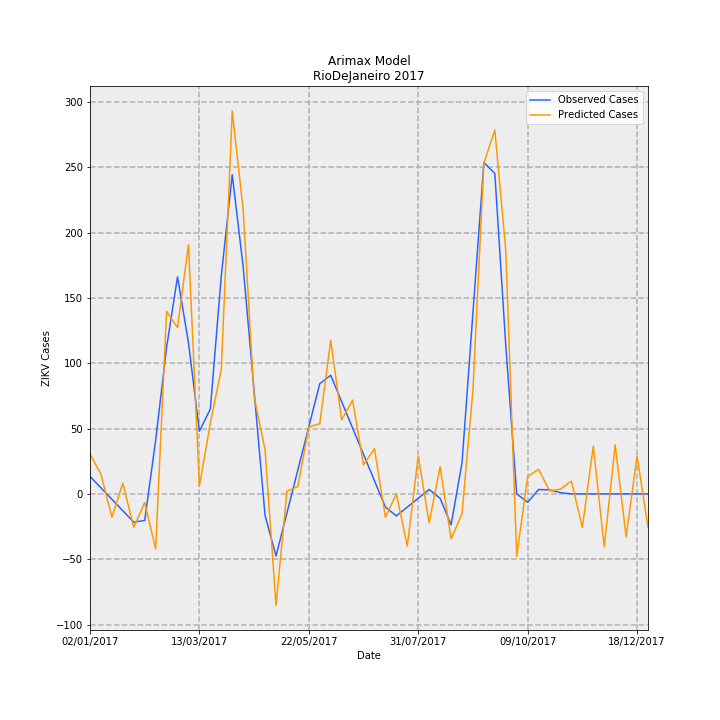 Arimax Model
RioDeJaneiro 2017
Observed Cases
Predicted Cases
ZIKV Cases
300
250
200
150
100
50
0
−50
−100
02/01/2017 13/03/2017 22/05/2017 31/07/2017 09/10/2017 18/12/2017
Date